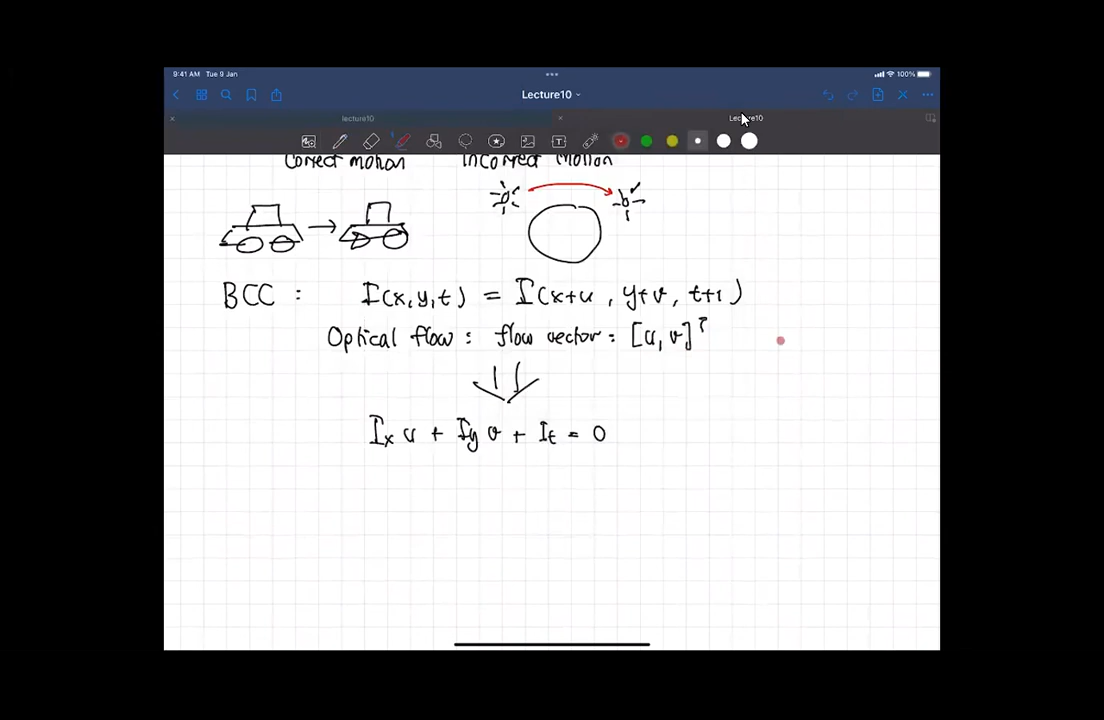 9:41 AM Tue 9 Jan
100%
Lecture10
lecture10
Lecture10
Correct motion Incorrect Motion
BCC : I(x,y,t) = I(x+u, y+v, t+1)
Optical flow : flow vector : [u, v]ᵀ
Iₓ u + Iy v + It = 0